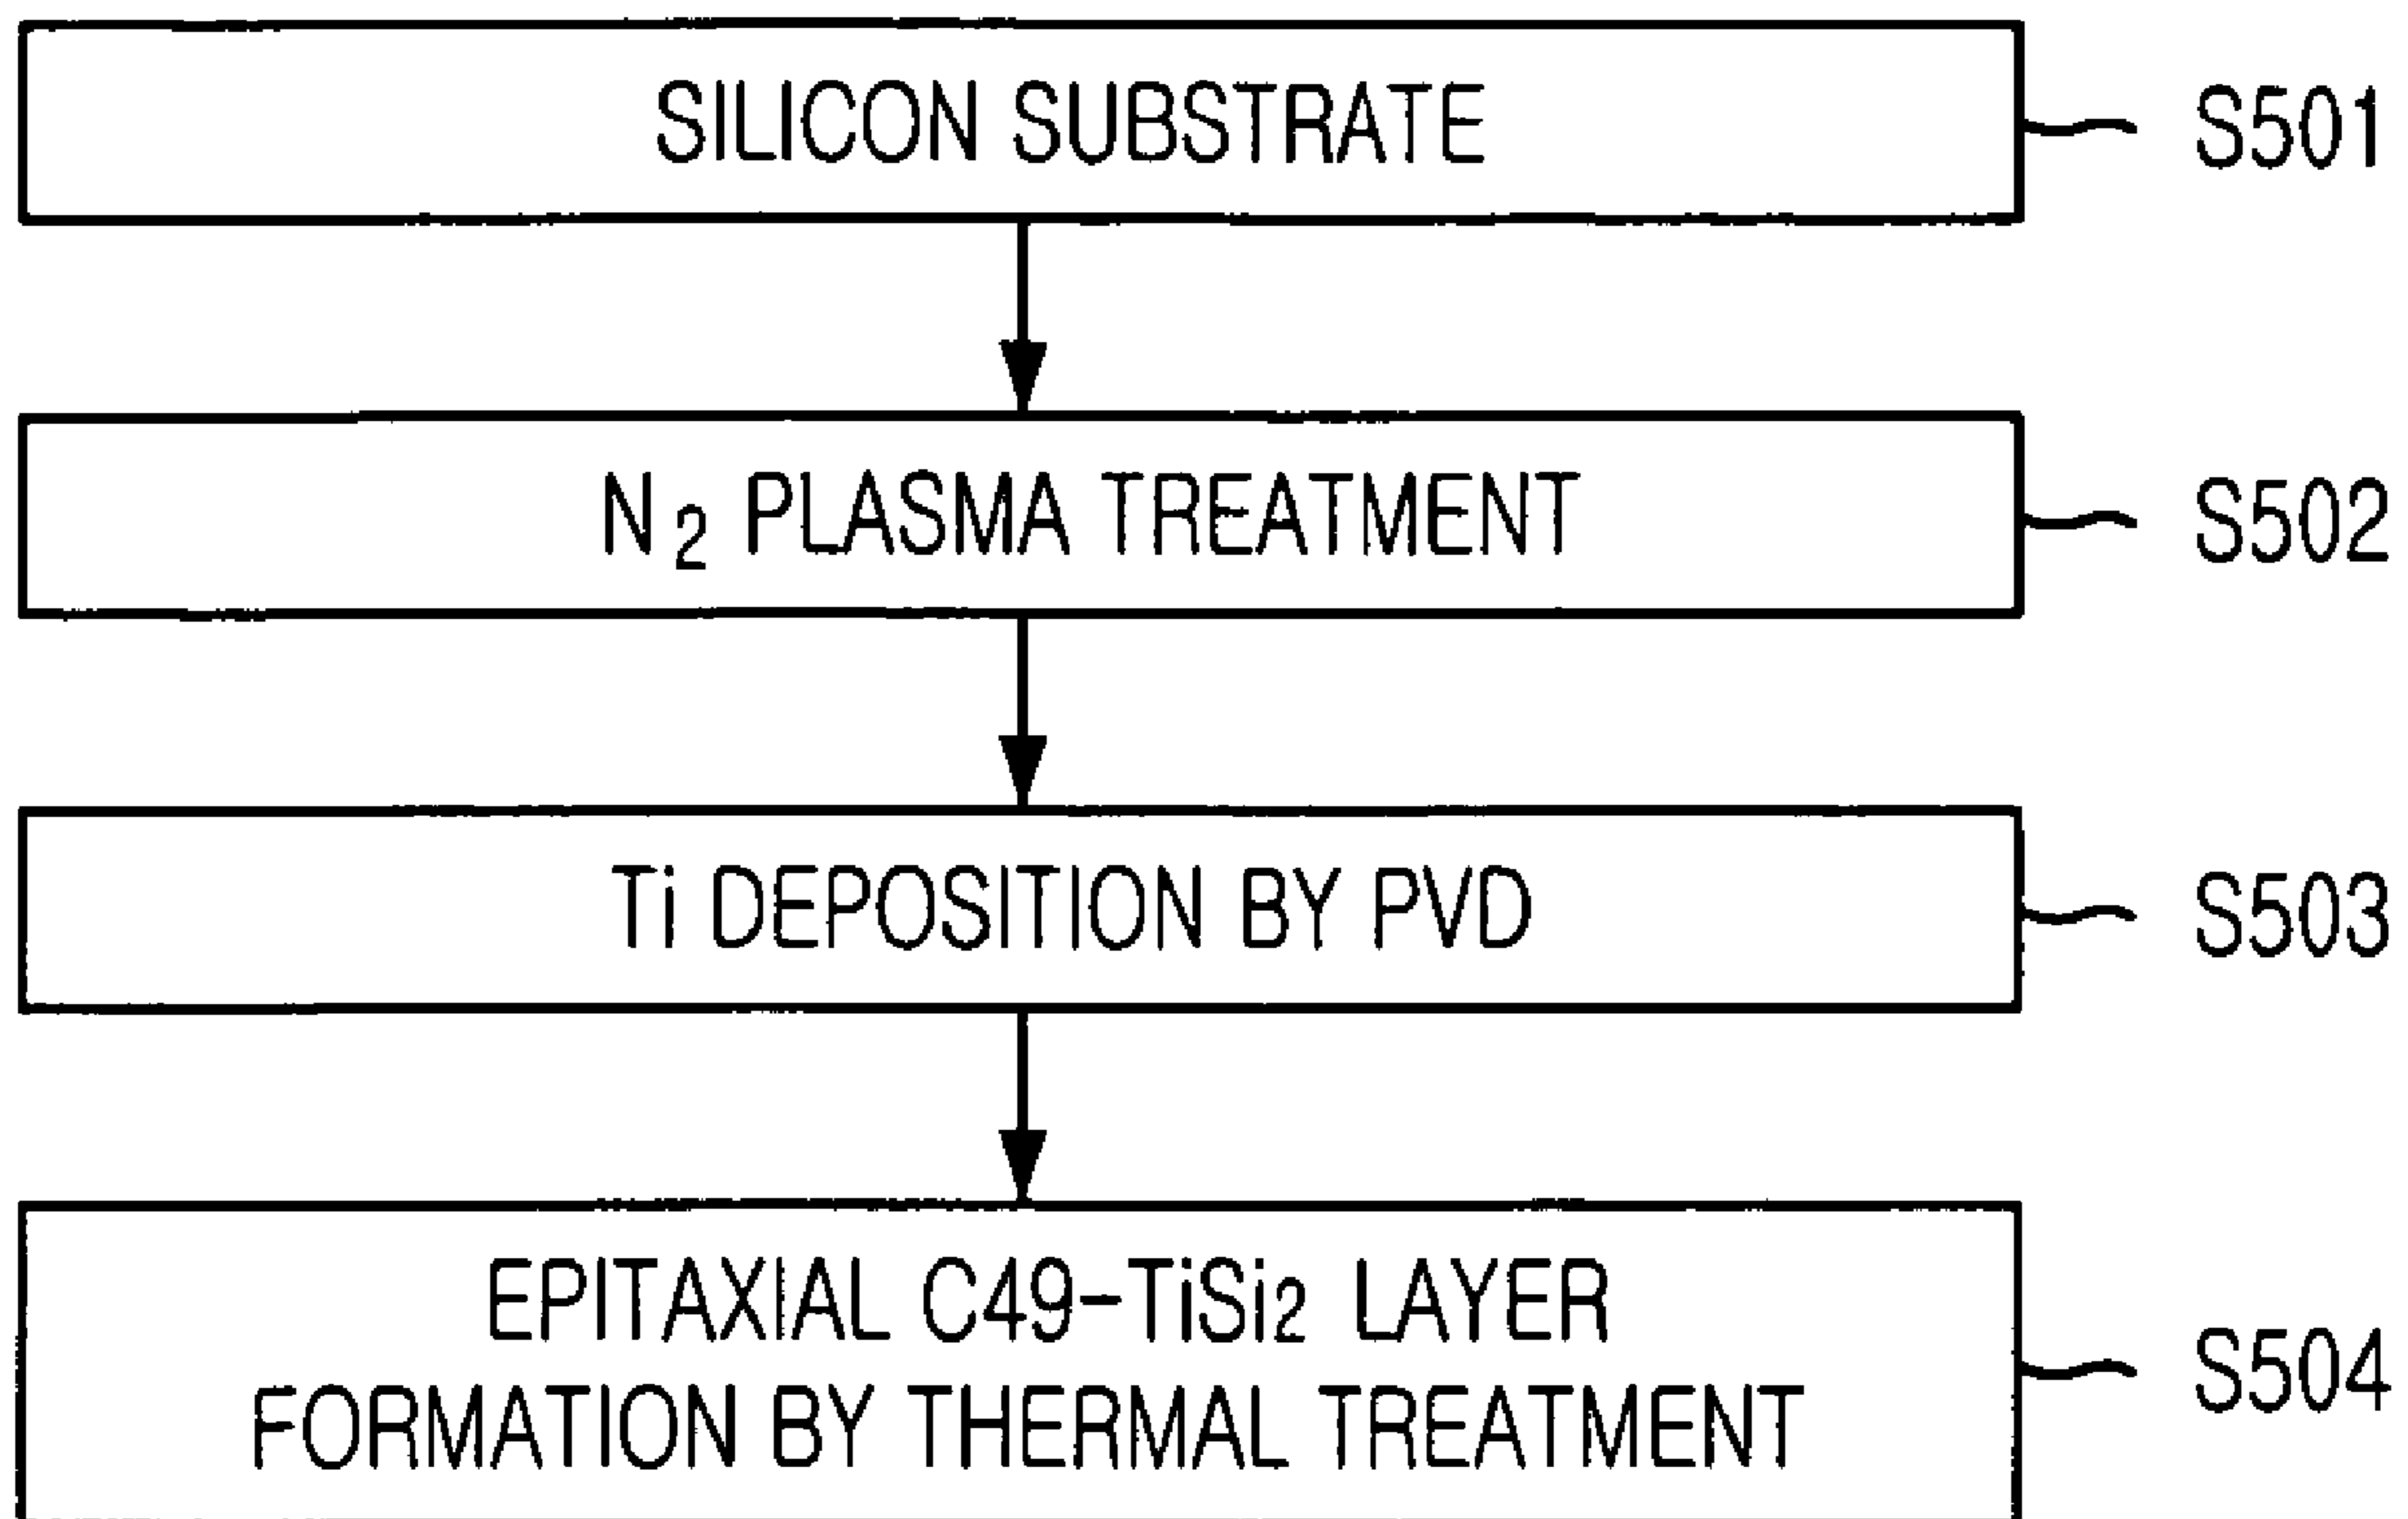 SILICON SUBSTRATE
S501
N2 PLASMA TREATMENT
S502
Ti DEPOSITION BY PVD
S503
EPITAXIAL C49-TiSi2 LAYER
FORMATION BY THERMAL TREATMENT
S504